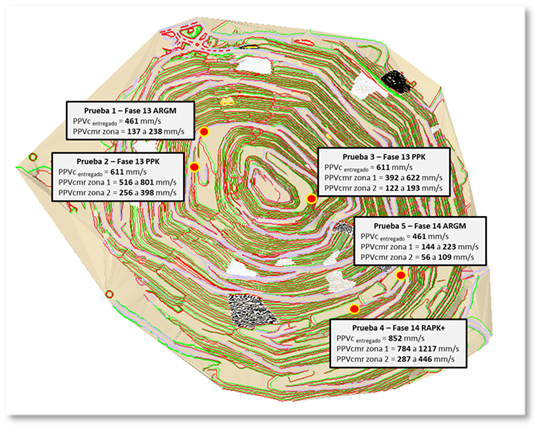 Prueba 1 – Fase 13 ARGM
PPVc entregado = 461 mm/s
PPVcmr zona = 137 a 238 mm/s
Prueba 2 – Fase 13 PPK
PPVc entregado = 611 mm/s
PPVcmr zona 1 = 516 a 801 mm/s
PPVcmr zona 2 = 256 a 398 mm/s
Prueba 3 – Fase 13 PPK
PPVc entregado = 611 mm/s
PPVcmr zona 1 = 392 a 622 mm/s
PPVcmr zona 2 = 122 a 193 mm/s
Prueba 5 – Fase 14 ARGM
PPVc entregado = 461 mm/s
PPVcmr zona 1 = 144 a 223 mm/s
PPVcmr zona 2 = 56 a 109 mm/s
Prueba 4 – Fase 14 RAPK+
PPVc entregado = 852 mm/s
PPVcmr zona 1 = 784 a 1217 mm/s
PPVcmr zona 2 = 287 a 446 mm/s